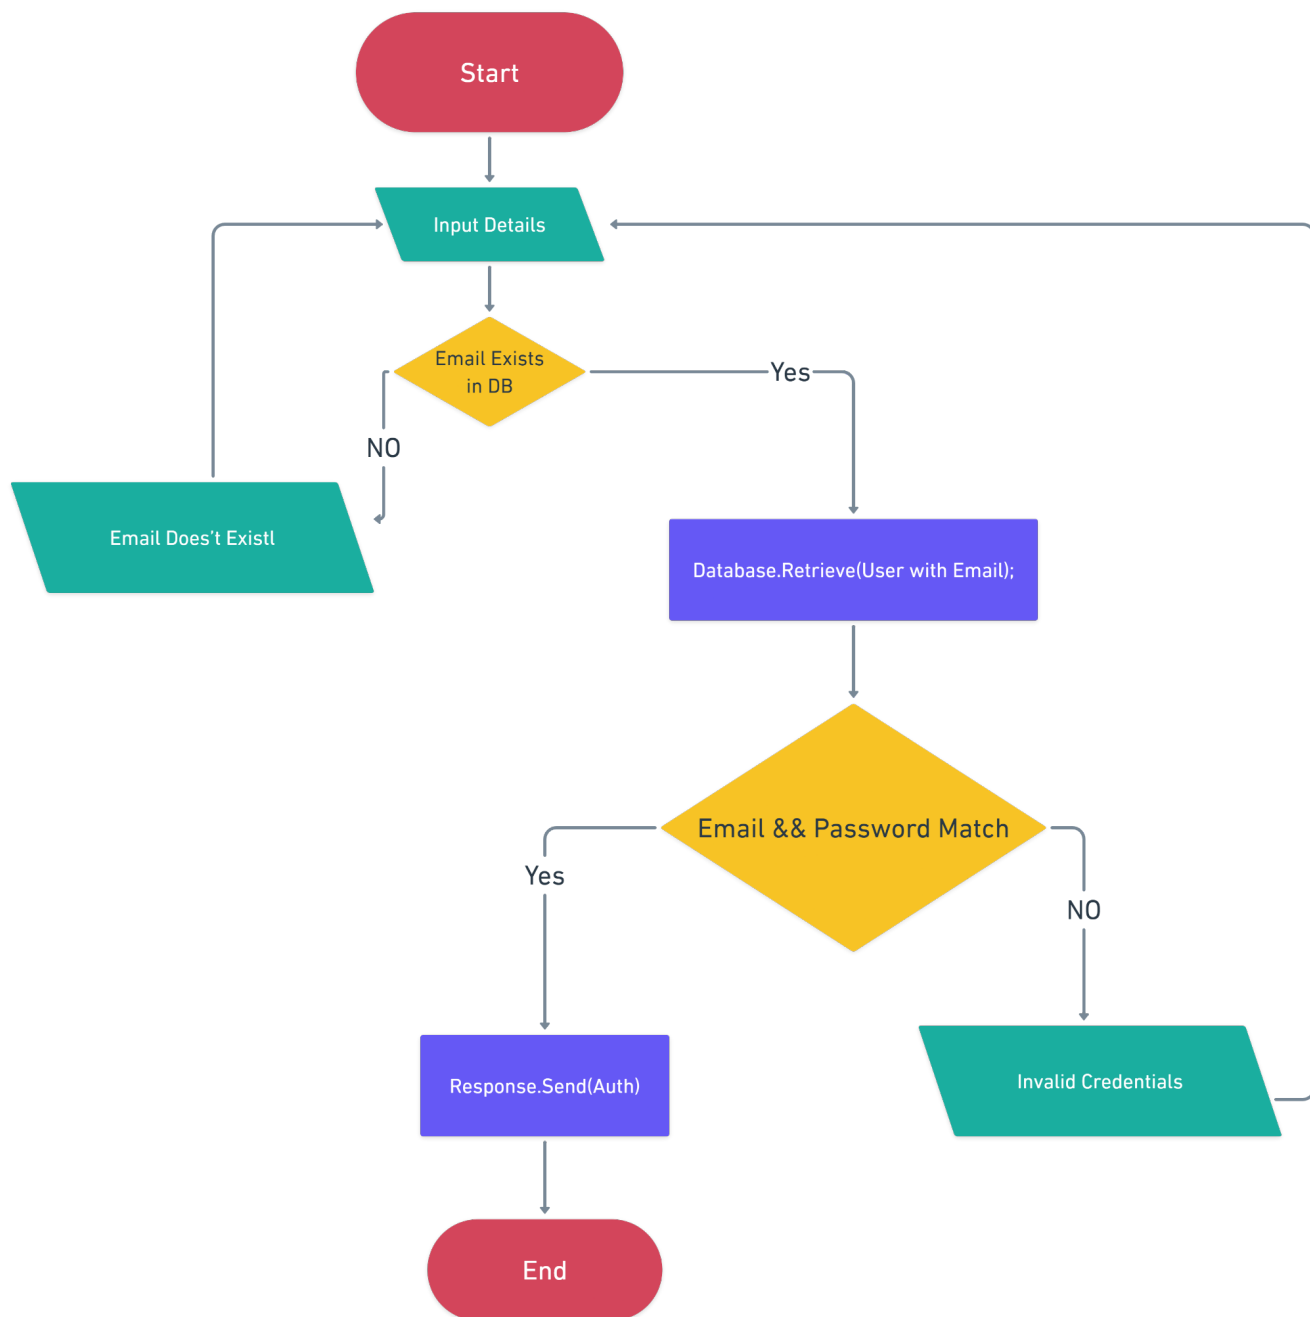 Start
Input Details
Email Exists
in DB
Yes
NO
Email Does't Existl
Database.Retrieve(User with Email);
Email && Password Match
Yes
NO
Response.Send(Auth)
Invalid Credentials
End